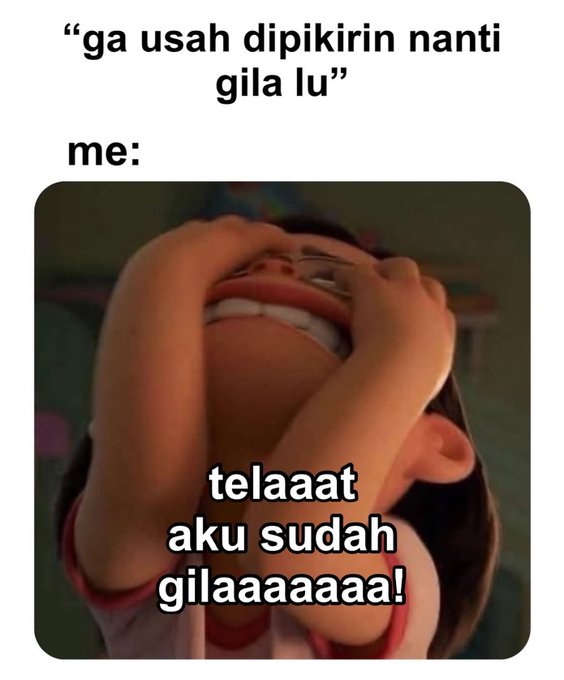 “ga usah dipikirin nanti
gila lu”
me:
telaaat
aku sudah
gilaaaaaaa!